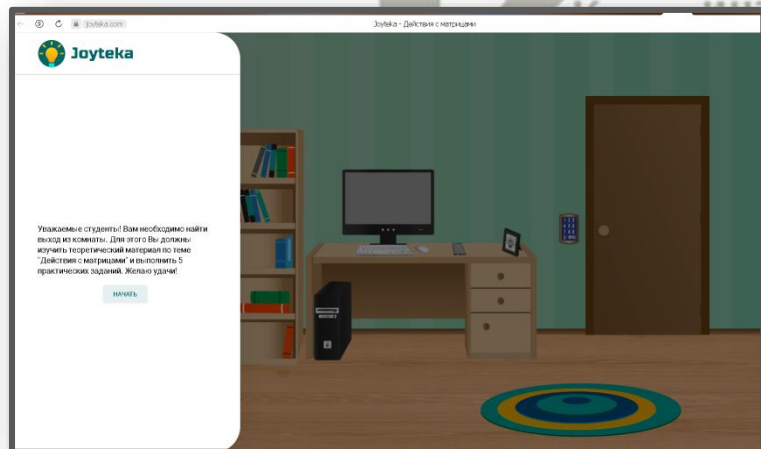 joyteka.com
Joyteka - Действия с матрицами
Joyteka
Уважаемые студенты! Вам необходимо найти
выход из комнаты. Для этого Вы должны
изучить теоретический материал по теме
"Действия с матрицами" и выполнить 5
практических заданий. Желаю удачи!
НАЧАТЬ